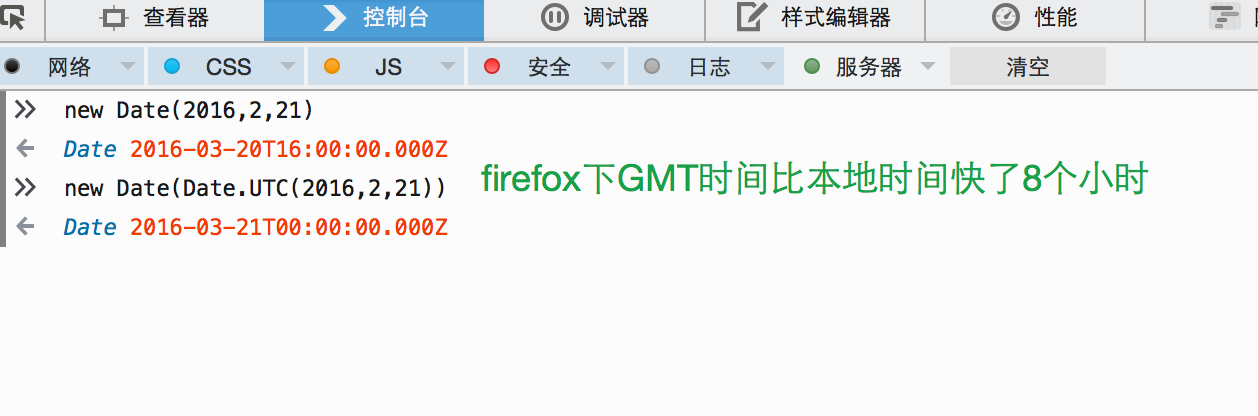 查看器 控制台 调试器 样式编辑器 性能
网络 CSS JS 安全 日志 服务器 清空
new Date(2016,2,21)
Date 2016-03-20T16:00:00.000Z
new Date(Date.UTC(2016,2,21))
Date 2016-03-21T00:00:00.000Z
firefox下GMT时间比本地时间快了8个小时